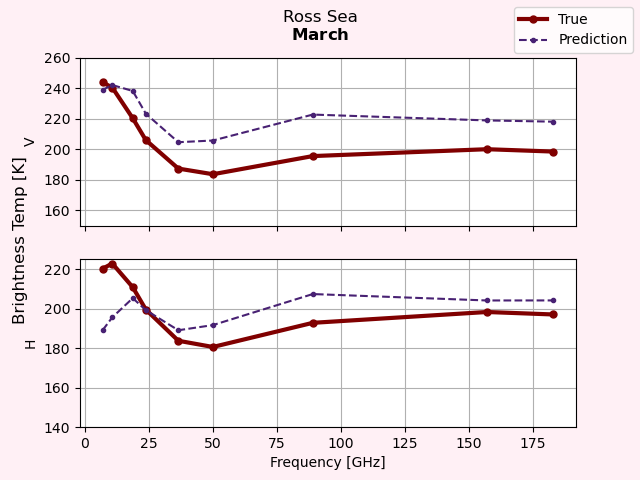 Ross Sea
March
True
Prediction
260
240
220
200
180
160
V
220
200
180
160
140
H
Brightness Temp [K]
0 25 50 75 100 125 150 175
Frequency [GHz]